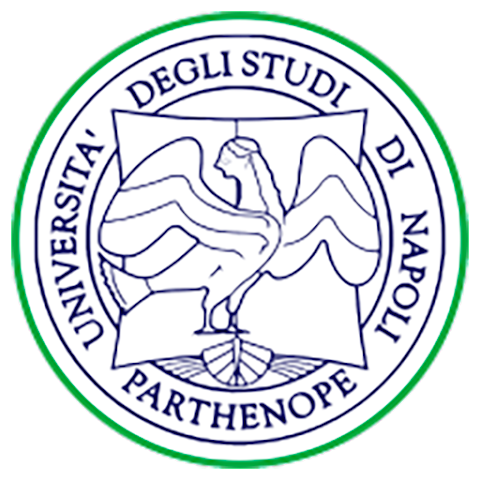 UNIVERSITA' DEGLI STUDI DI NAPOLI
PARTHENOPE